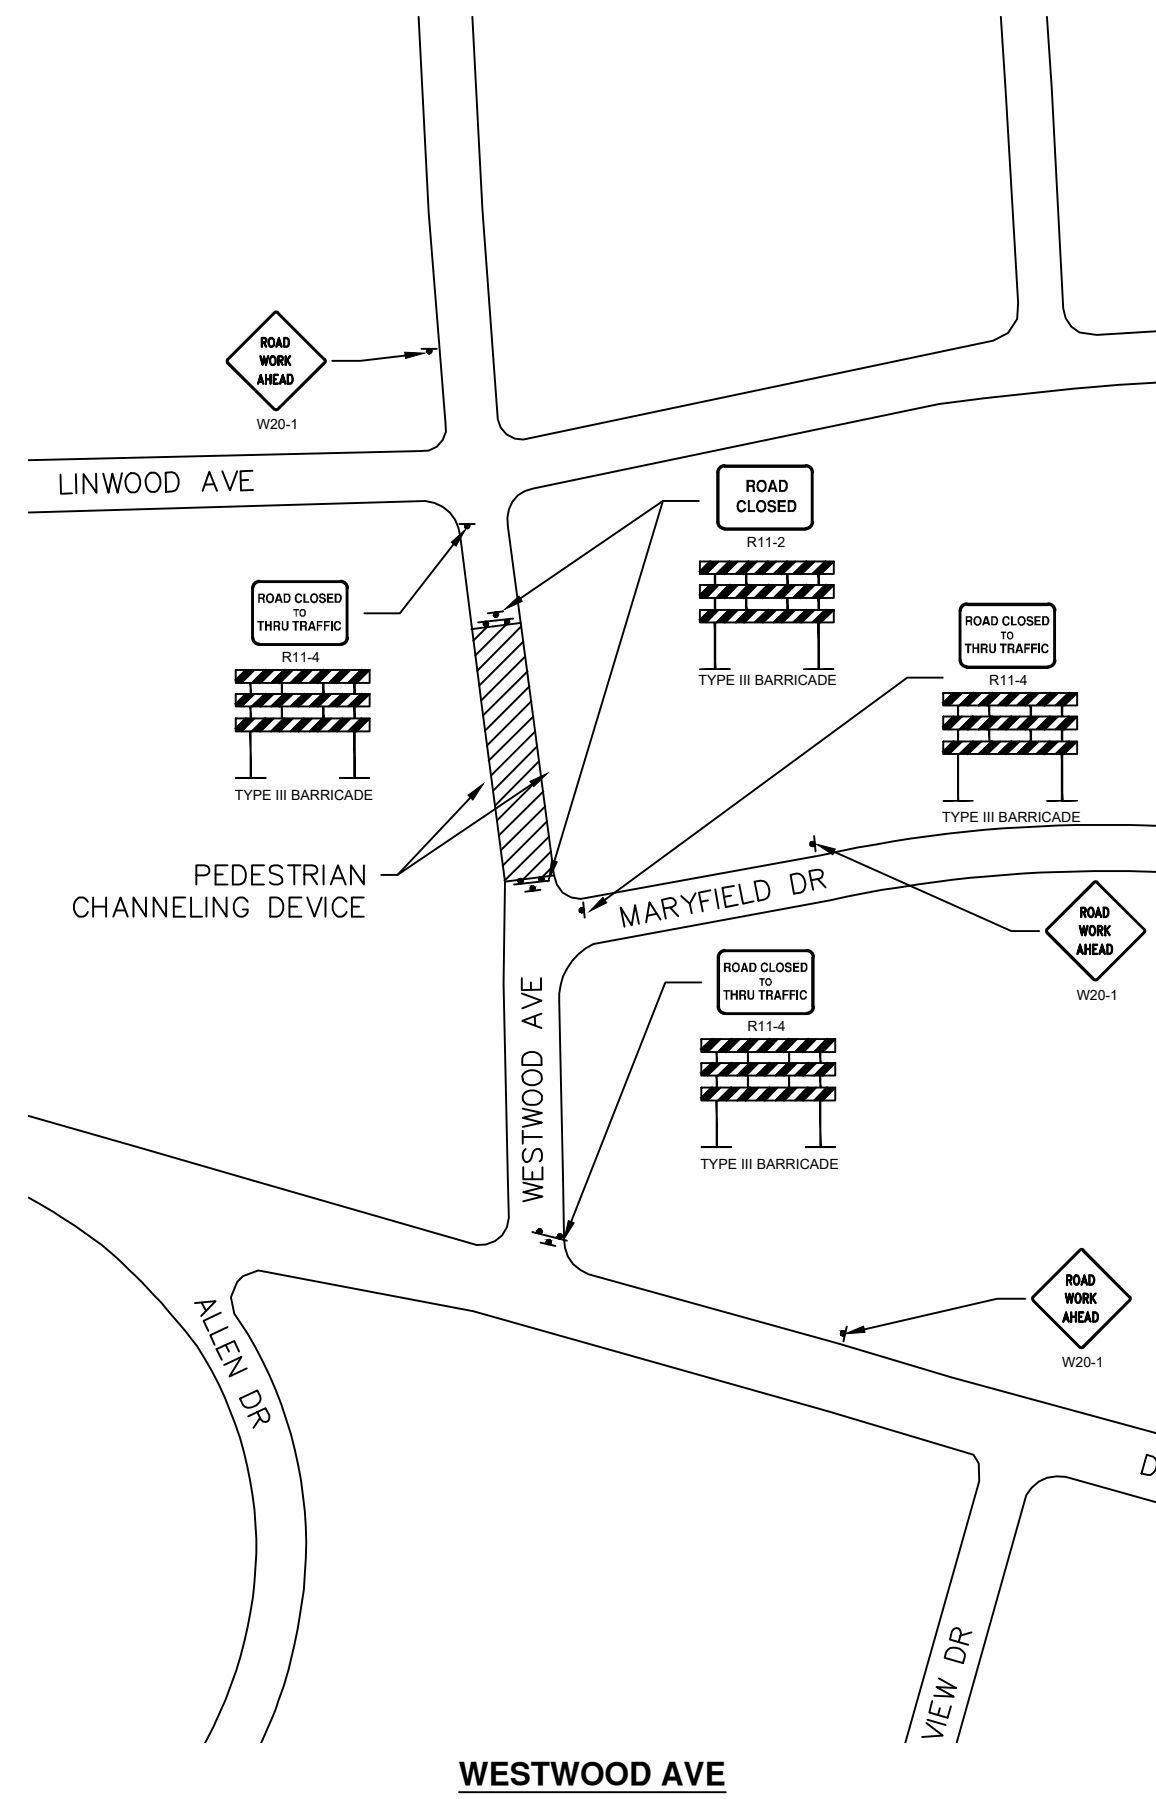 ROAD
WORK
AHEAD
W20-1
LINWOOD AVE
ROAD
CLOSED
R11-2
TYPE III BARRICADE
ROAD CLOSED
TO
THRU TRAFFIC
R11-4
TYPE III BARRICADE
ROAD CLOSED
TO
THRU TRAFFIC
R11-4
TYPE III BARRICADE
PEDESTRIAN
CHANNELING DEVICE
MARYFIELD DR
ROAD
WORK
AHEAD
W20-1
WESTWOOD AVE
ROAD CLOSED
TO
THRU TRAFFIC
R11-4
TYPE III BARRICADE
ALLEN DR
ROAD
WORK
AHEAD
W20-1
D
VIEW DR
WESTWOOD AVE